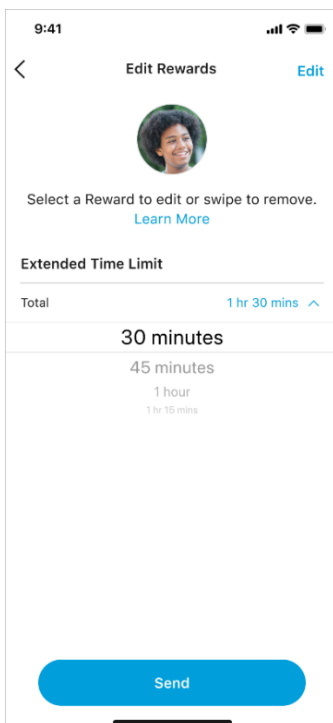 9:41
Edit Rewards
Edit
Select a Reward to edit or swipe to remove.
Learn More
Extended Time Limit
Total 1 hr 30 mins
30 minutes
45 minutes
1 hour
1 hr 15 mins
Send